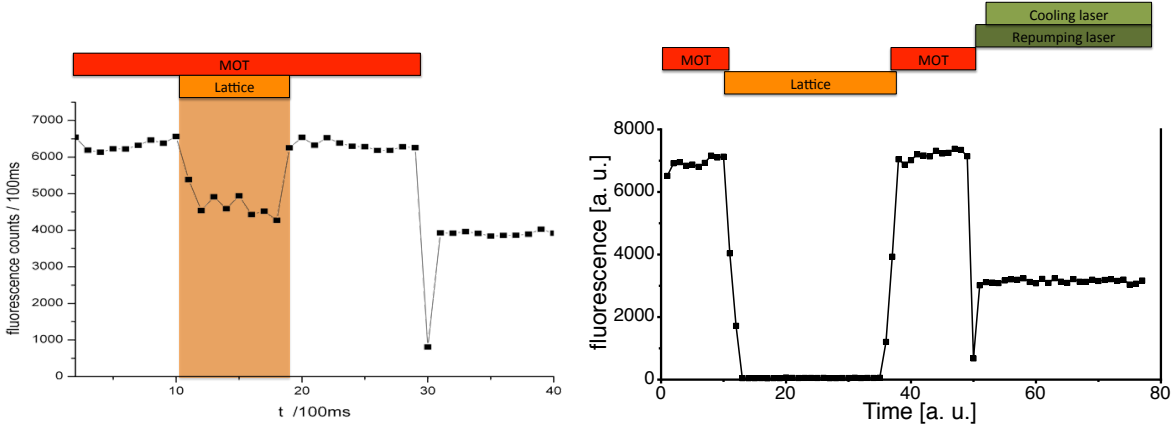 MOT
Lattice
7000
6000
5000
4000
3000
2000
1000
0
fluorescence counts / 100ms
10
20
30
40
t /100ms
Cooling laser
Repumping laser
MOT
MOT
Lattice
8000
6000
4000
2000
0
fluorescence [a. u.]
0
20
40
60
80
Time [a. u.]